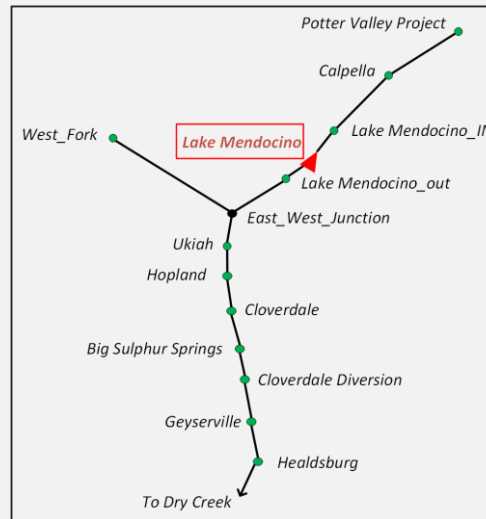 Potter Valley Project
Calpella
West_Fork
Lake Mendocino
Lake Mendocino_IN
Lake Mendocino_out
East_West_Junction
Ukiah
Hopland
Cloverdale
Big Sulphur Springs
Cloverdale Diversion
Geyserville
Healdsburg
To Dry Creek